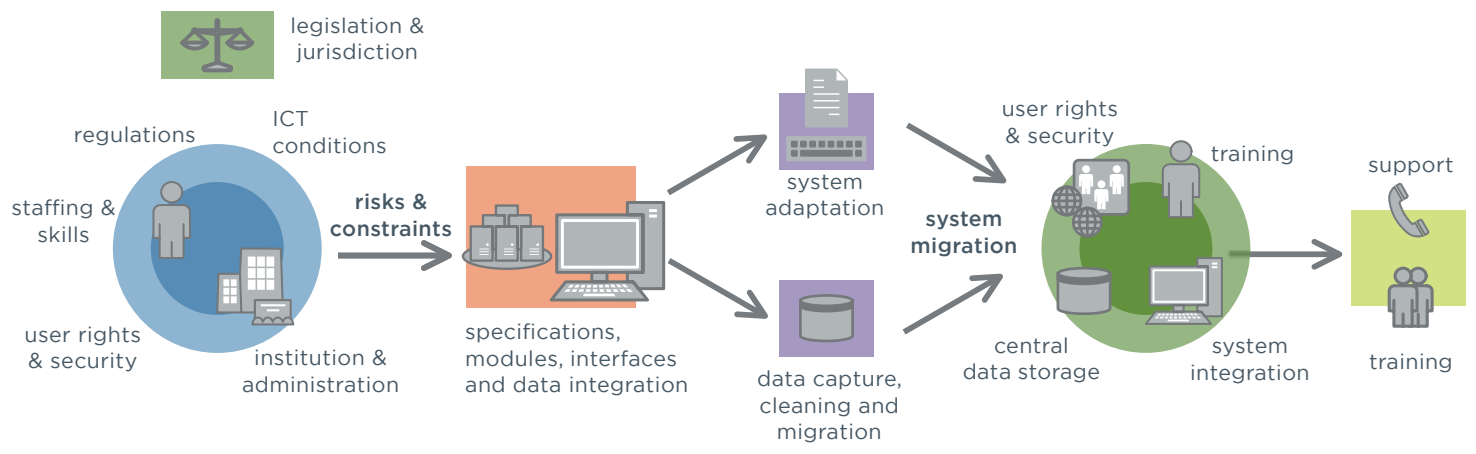 legislation &
jurisdiction
regulations
ICT
conditions
staffing &
skills
user rights
& security
institution &
administration
risks &
constraints
specifications,
modules, interfaces
and data integration
system
adaptation
data capture,
cleaning and
migration
system
migration
user rights
& security
training
central
data storage
system
integration
support
training